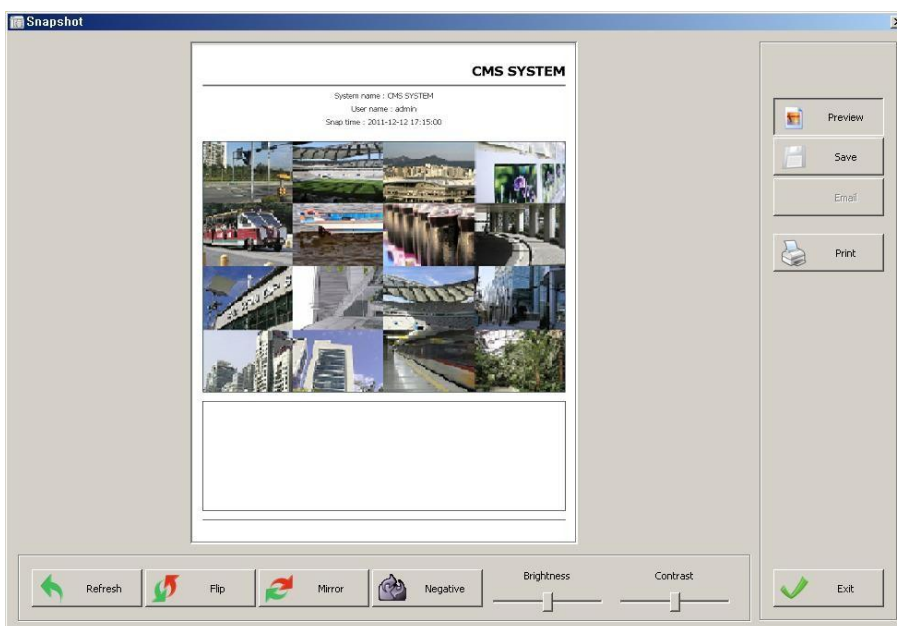 Snapshot
CMS SYSTEM
System name : CMS SYSTEM
User name : admin
Snap time : 2011-12-12 17:15:00
Preview
Save
Email
Print
Refresh
Flip
Mirror
Negative
Brightness
Contrast
Exit